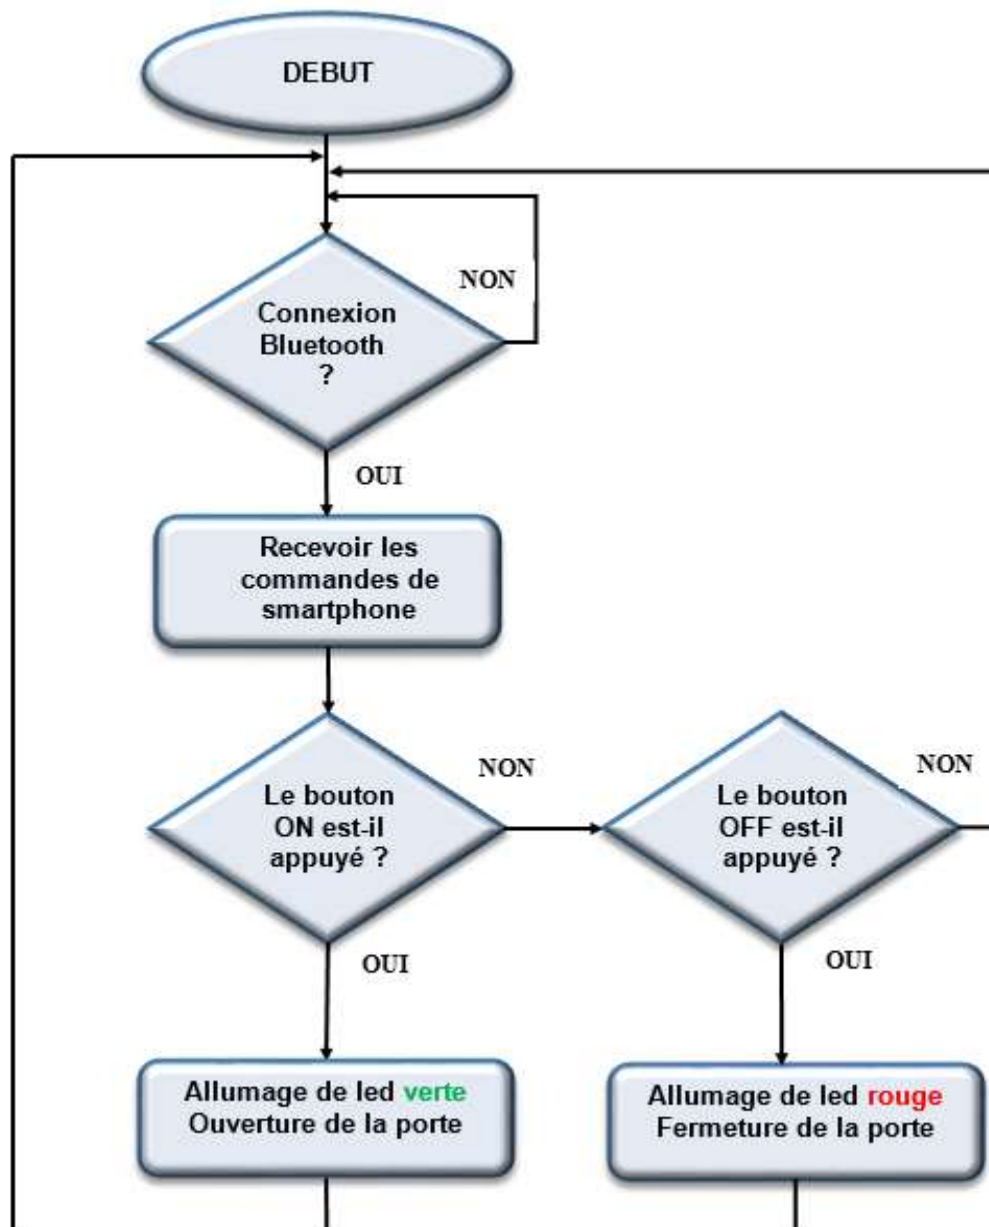 DEBUT
NON
Connexion
Bluetooth
?
OUI
Recevoir les
commandes de
smartphone
NON
Le bouton
ON est-il
appuyé ?
OUI
NON
Le bouton
OFF est-il
appuyé ?
OUI
Allumage de led verte
Ouverture de la porte
Allumage de led rouge
Fermeture de la porte